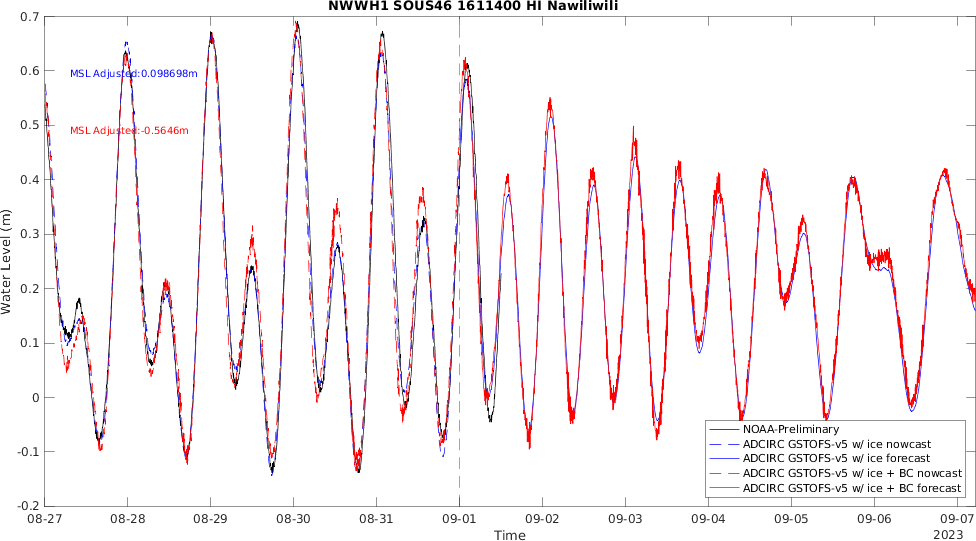 NWWH1 SOUS46 1611400 HI Nawiliwili
MSL Adjusted:0.098698m
MSL Adjusted:-0.5646m
Water Level (m)
0.7
0.6
0.5
0.4
0.3
0.2
0.1
0
-0.1
-0.2
NOAA-Preliminary
ADCIRC GSTOFS-v5 w/ ice nowcast
ADCIRC GSTOFS-v5 w/ ice forecast
ADCIRC GSTOFS-v5 w/ ice + BC nowcast
ADCIRC GSTOFS-v5 w/ ice + BC forecast
08-27 08-28 08-29 08-30 08-31 09-01 09-02 09-03 09-04 09-05 09-06 09-07
Time
2023